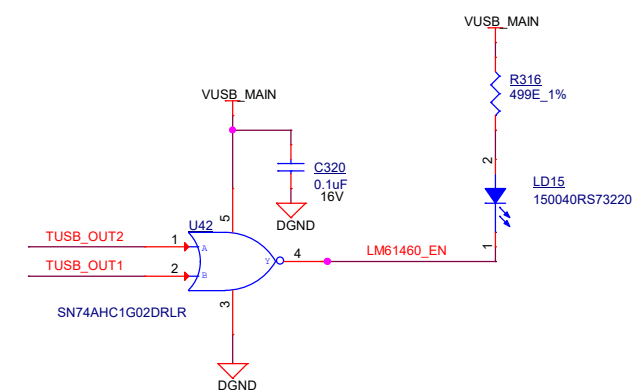 VUSB_MAIN
R316
499E_1%
VUSB_MAIN
2
LD15
150040RS73220
C320
0.1uF
16V
DGND
5
U42
TUSB_OUT2
1
A
TUSB_OUT1
2
B
Y
4
LM61460_EN
1
3
SN74AHC1G02DRLR
DGND